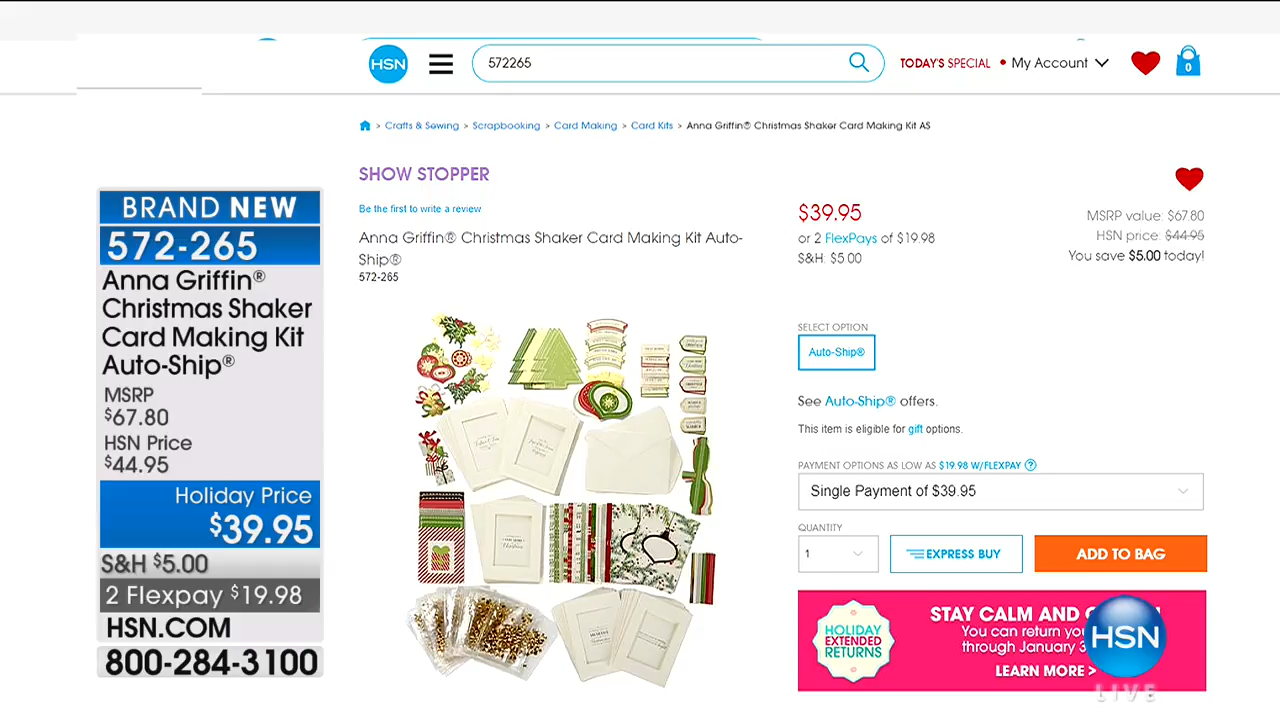 HSN
572265
TODAY'S SPECIAL • My Account
0
> Crafts & Sewing > Scrapbooking > Card Making > Card Kits > Anna Griffin® Christmas Shaker Card Making Kit AS
BRAND NEW
572-265
Anna Griffin®
Christmas Shaker
Card Making Kit
Auto-Ship®
MSRP
$67.80
HSN Price
$44.95
Holiday Price
$39.95
S&H $5.00
2 Flexpay $19.98
HSN.COM
800-284-3100
SHOW STOPPER
Be the first to write a review
Anna Griffin® Christmas Shaker Card Making Kit Auto-
Ship®
572-265
$39.95
or 2 FlexPays of $19.98
S&H: $5.00
MSRP value: $67.80
HSN price: $44.95
You save $5.00 today!
SELECT OPTION
Auto-Ship®
See Auto-Ship® offers.
This item is eligible for gift options.
PAYMENT OPTIONS AS LOW AS $19.98 W/FLEXPAY ?
Single Payment of $39.95
QUANTITY
1
EXPRESS BUY
ADD TO BAG
HOLIDAY
EXTENDED
RETURNS
STAY CALM AND
You can return
through January
LEARN MORE >
HSN
LIVE